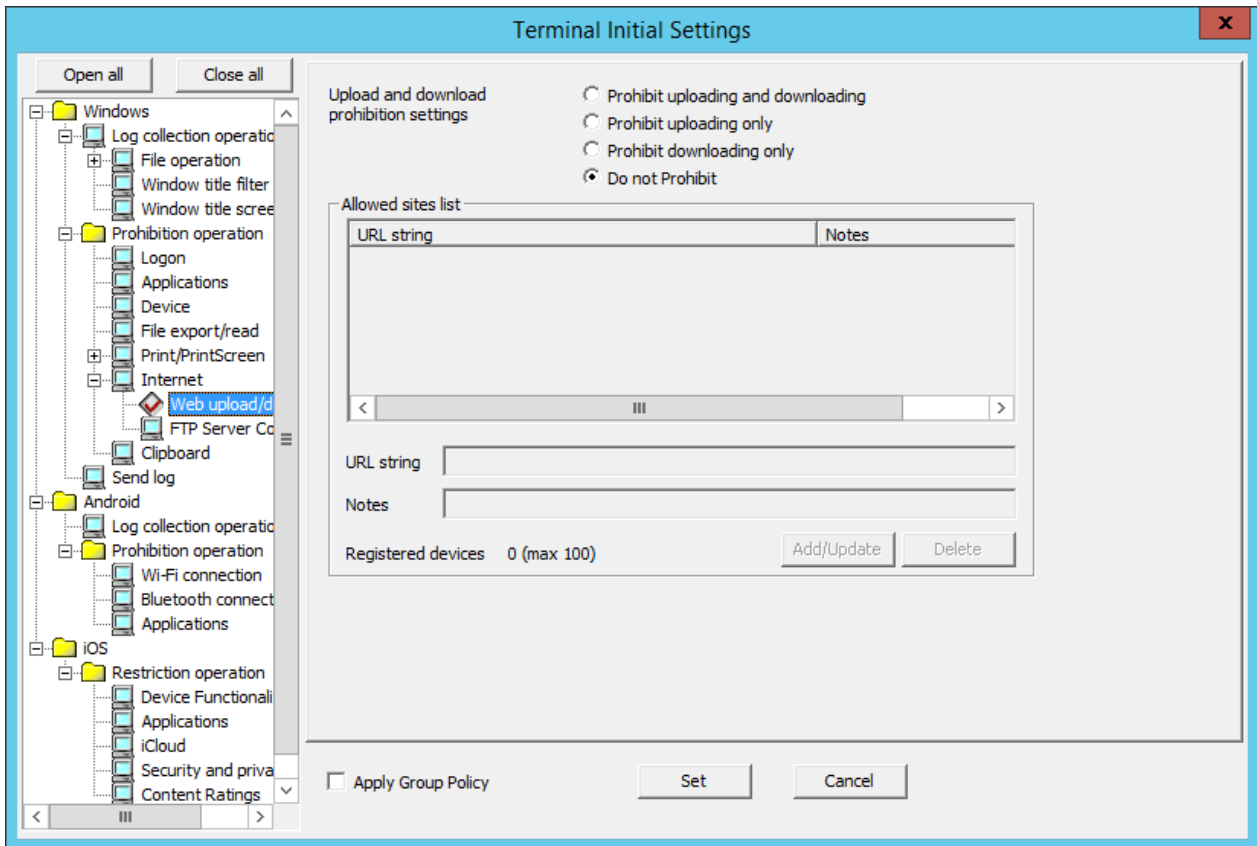 Terminal Initial Settings
x
Open all
Close all
Windows
Log collection operatio
File operation
Window title filter
Window title scree
Prohibition operation
Logon
Applications
Device
File export/read
Print/PrintScreen
Internet
Web upload/d
FTP Server Co
Clipboard
Send log
Android
Log collection operatio
Prohibition operation
Wi-Fi connection
Bluetooth connect
Applications
iOS
Restriction operation
Device Functionali
Applications
iCloud
Security and priva
Content Ratings
Upload and download
prohibition settings
Prohibit uploading and downloading
Prohibit uploading only
Prohibit downloading only
Do not Prohibit
Allowed sites list
URL string
Notes
URL string
Notes
Registered devices 0 (max 100)
Add/Update
Delete
Apply Group Policy
Set
Cancel